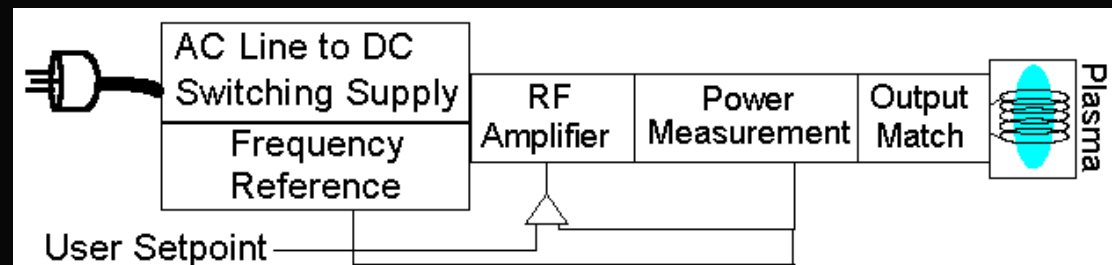 AC Line to DC
Switching Supply
Frequency
Reference
RF
Amplifier
Power
Measurement
Output
Match
Plasma
User Setpoint